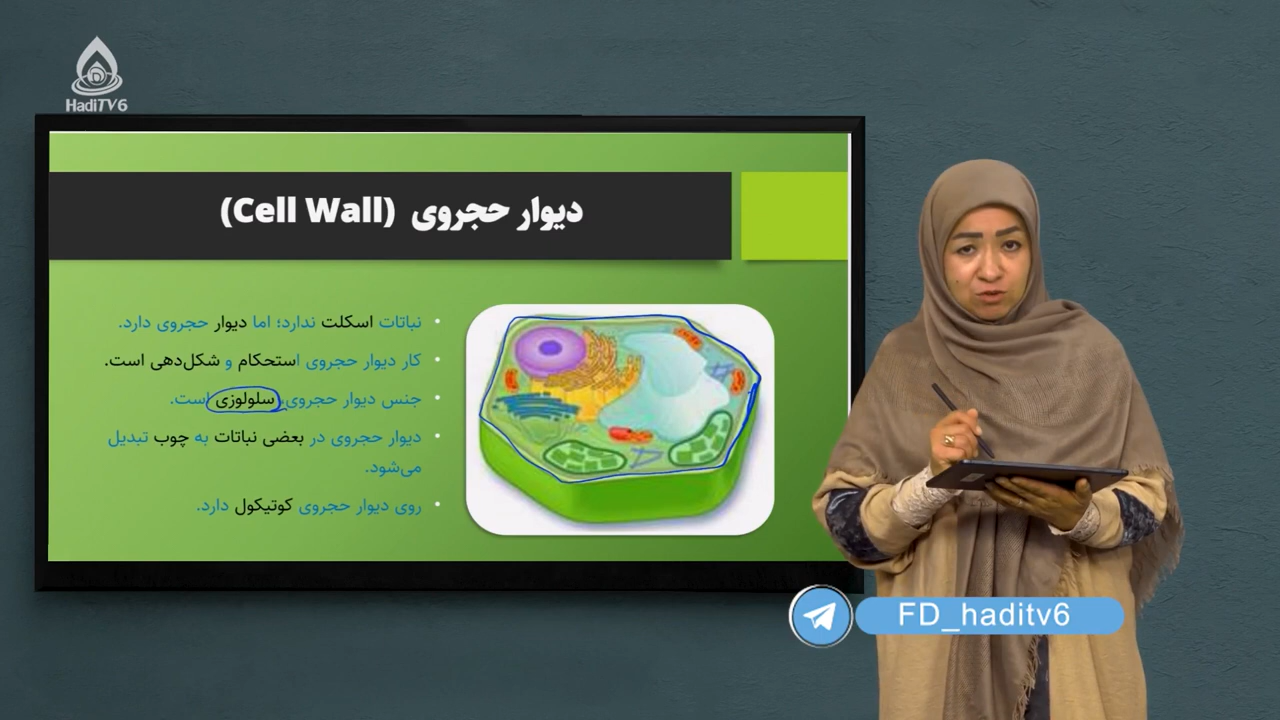 HadiTV6
دیوار حجروی (Cell Wall)
نباتات اسکلت ندارد؛ اما دیوار حجروی دارد.
کار دیوار حجروی استحکام و شکل‌دهی است.
جنس دیوار حجروی، سلولوزی است.
دیوار حجروی در بعضی نباتات به چوب تبدیل
می‌شود.
روی دیوار حجروی کوتیکول دارد.
FD_haditv6